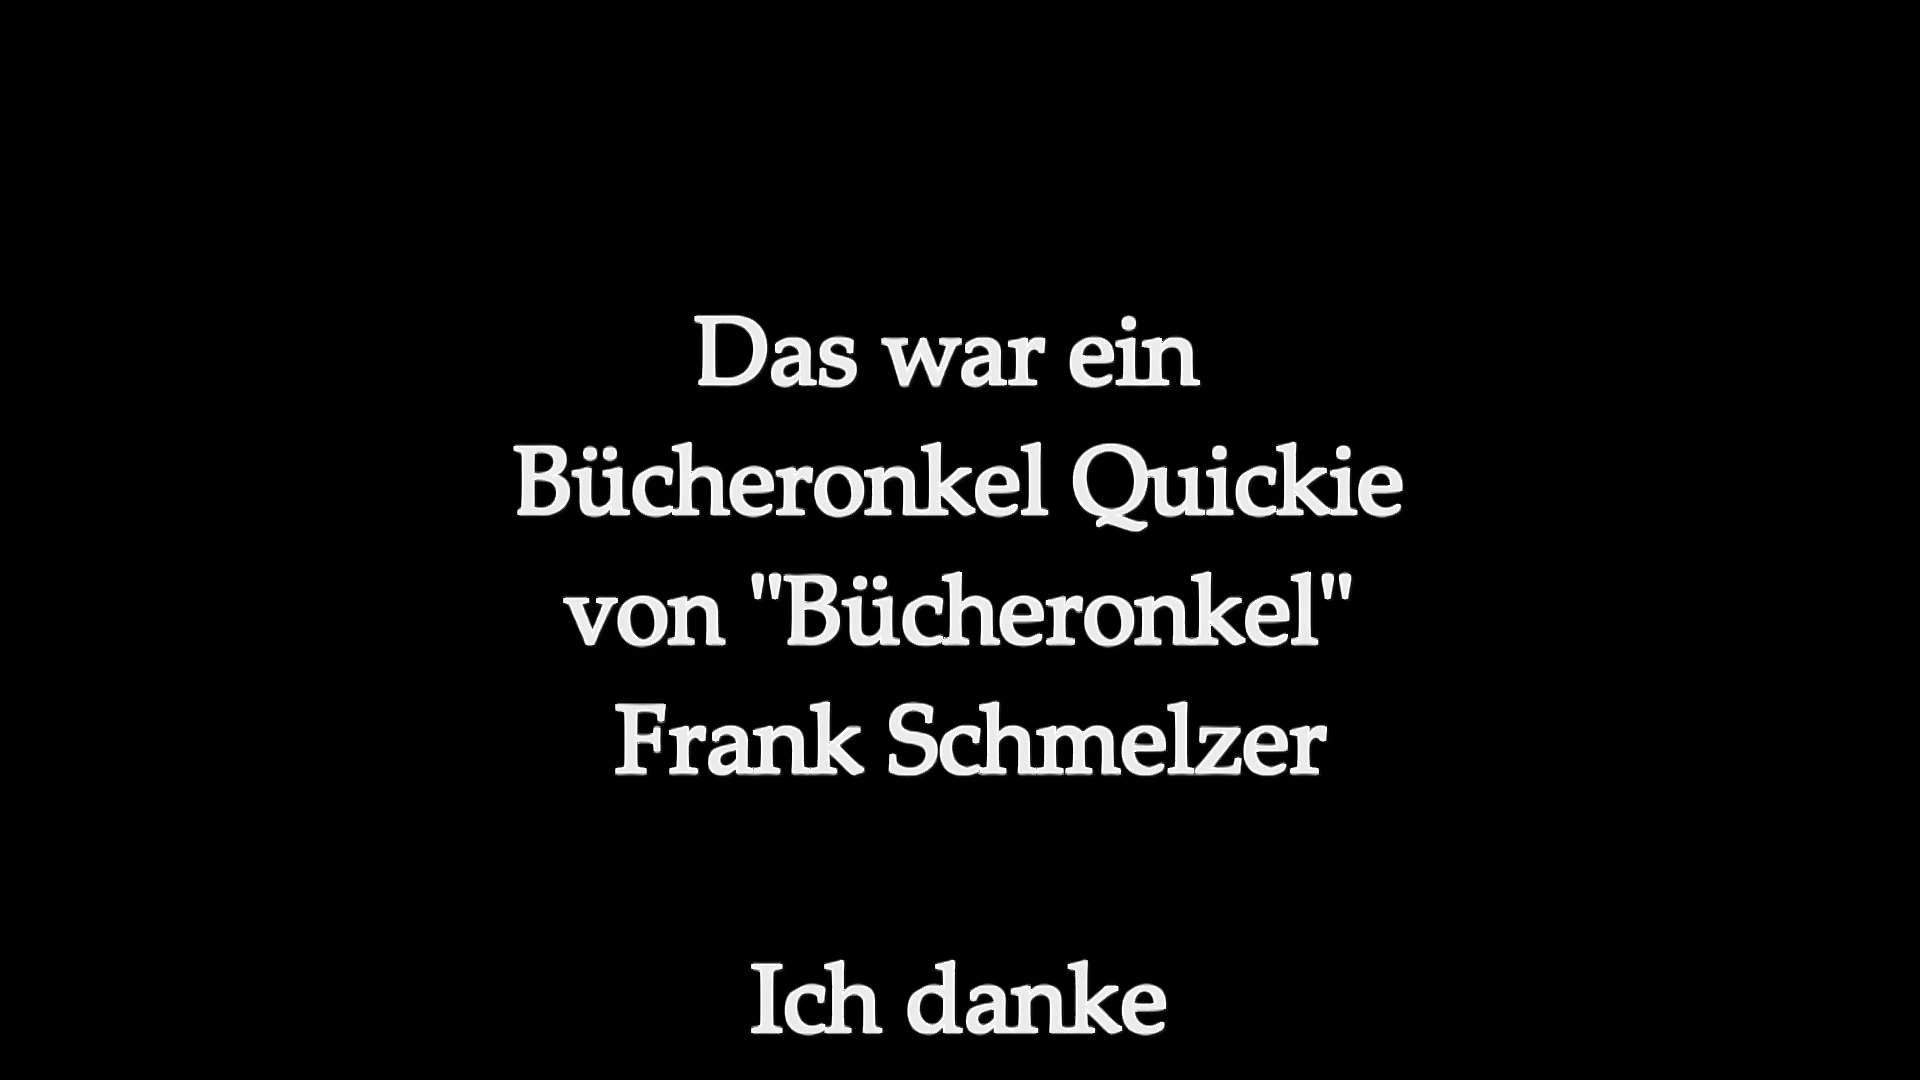 Das war ein
Bücheronkel Quickie
von "Bücheronkel"
Frank Schmelzer
Ich danke